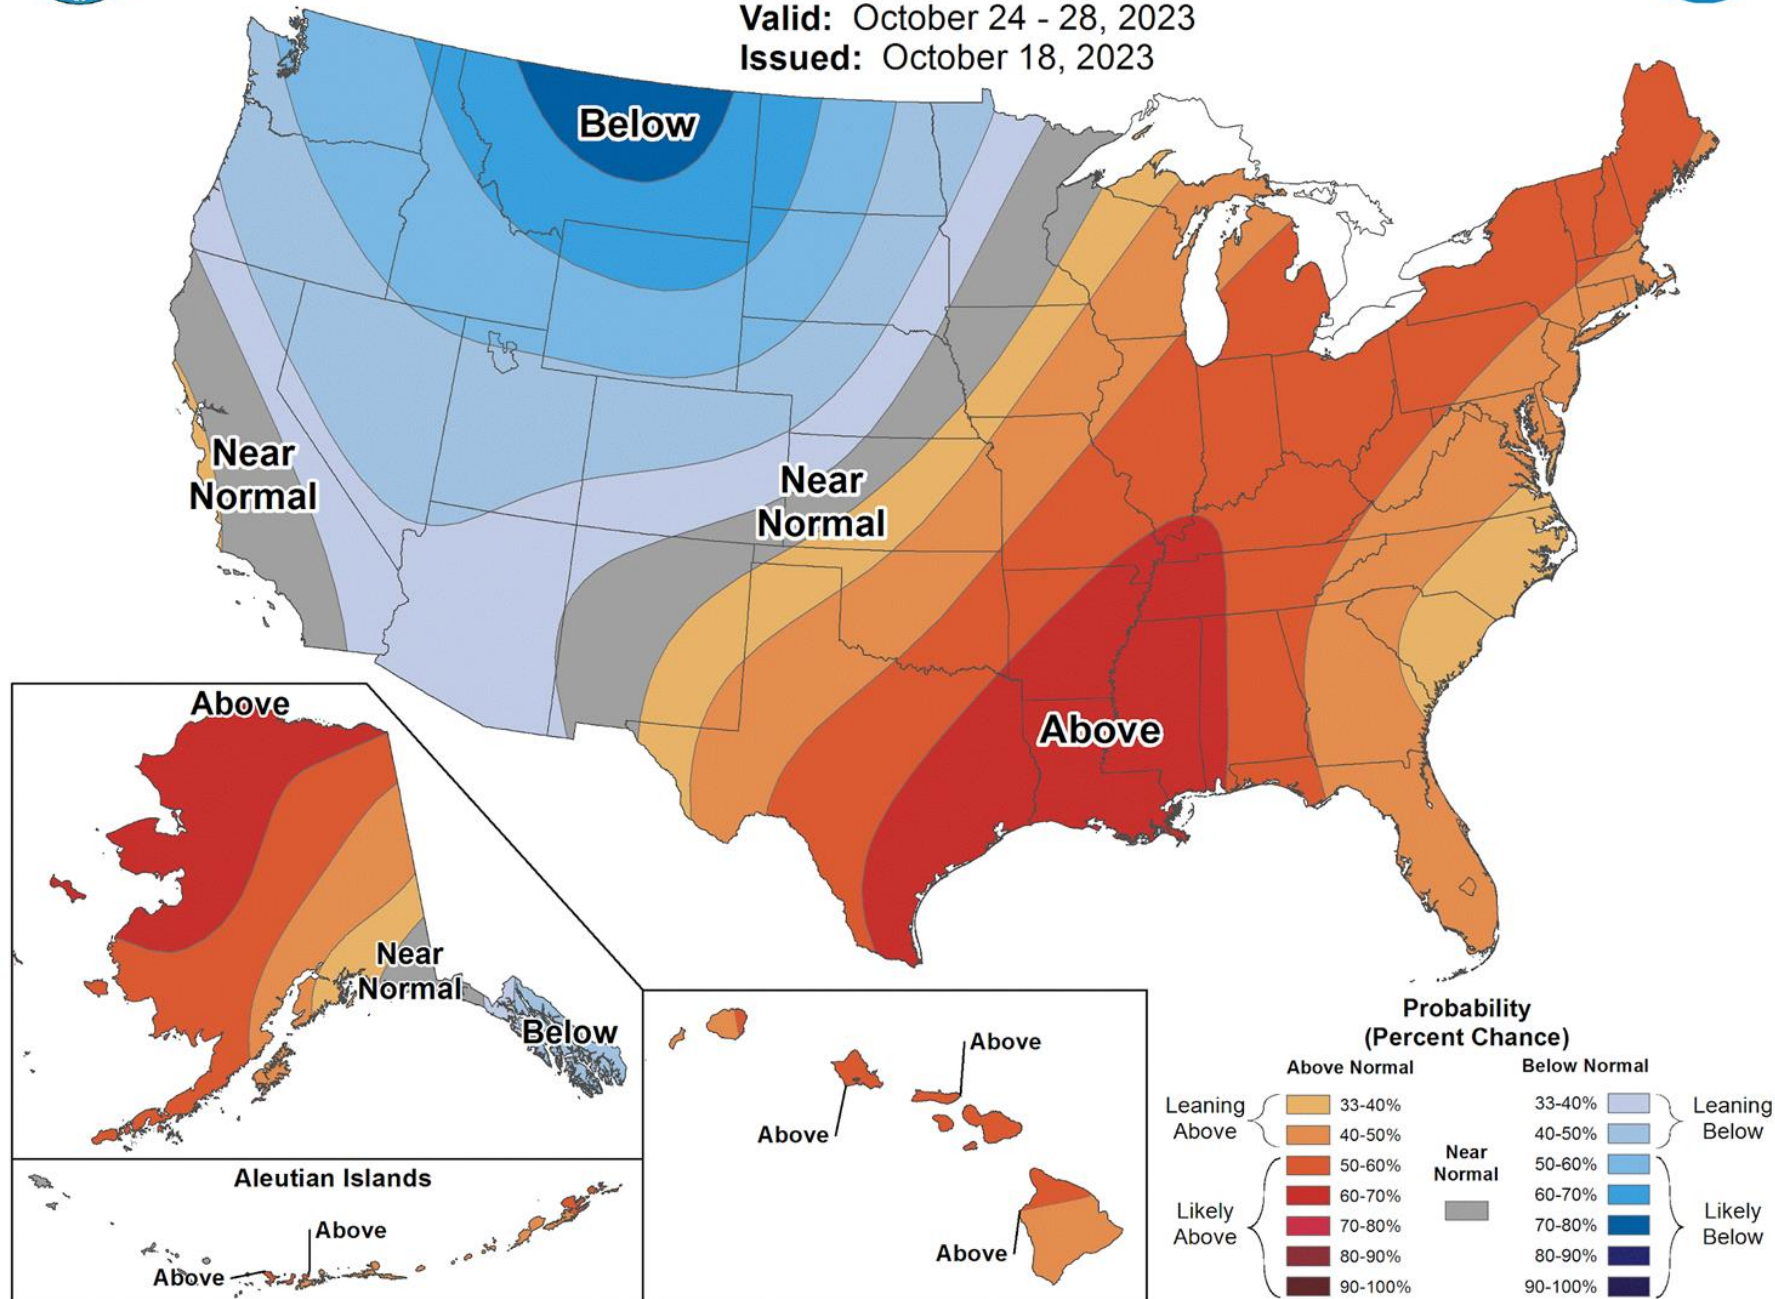 Valid: October 24 - 28, 2023
Issued: October 18, 2023
Below
Near
Normal
Near
Normal
Above
Above
Near
Normal
Below
Aleutian Islands
Above
Above
Above
Above
Above
Probability
(Percent Chance)
Above Normal
Below Normal
Leaning
Above
33-40%
40-50%
Likely
Above
50-60%
60-70%
70-80%
80-90%
90-100%
Near
Normal
33-40%
40-50%
Leaning
Below
50-60%
60-70%
70-80%
80-90%
90-100%
Likely
Below